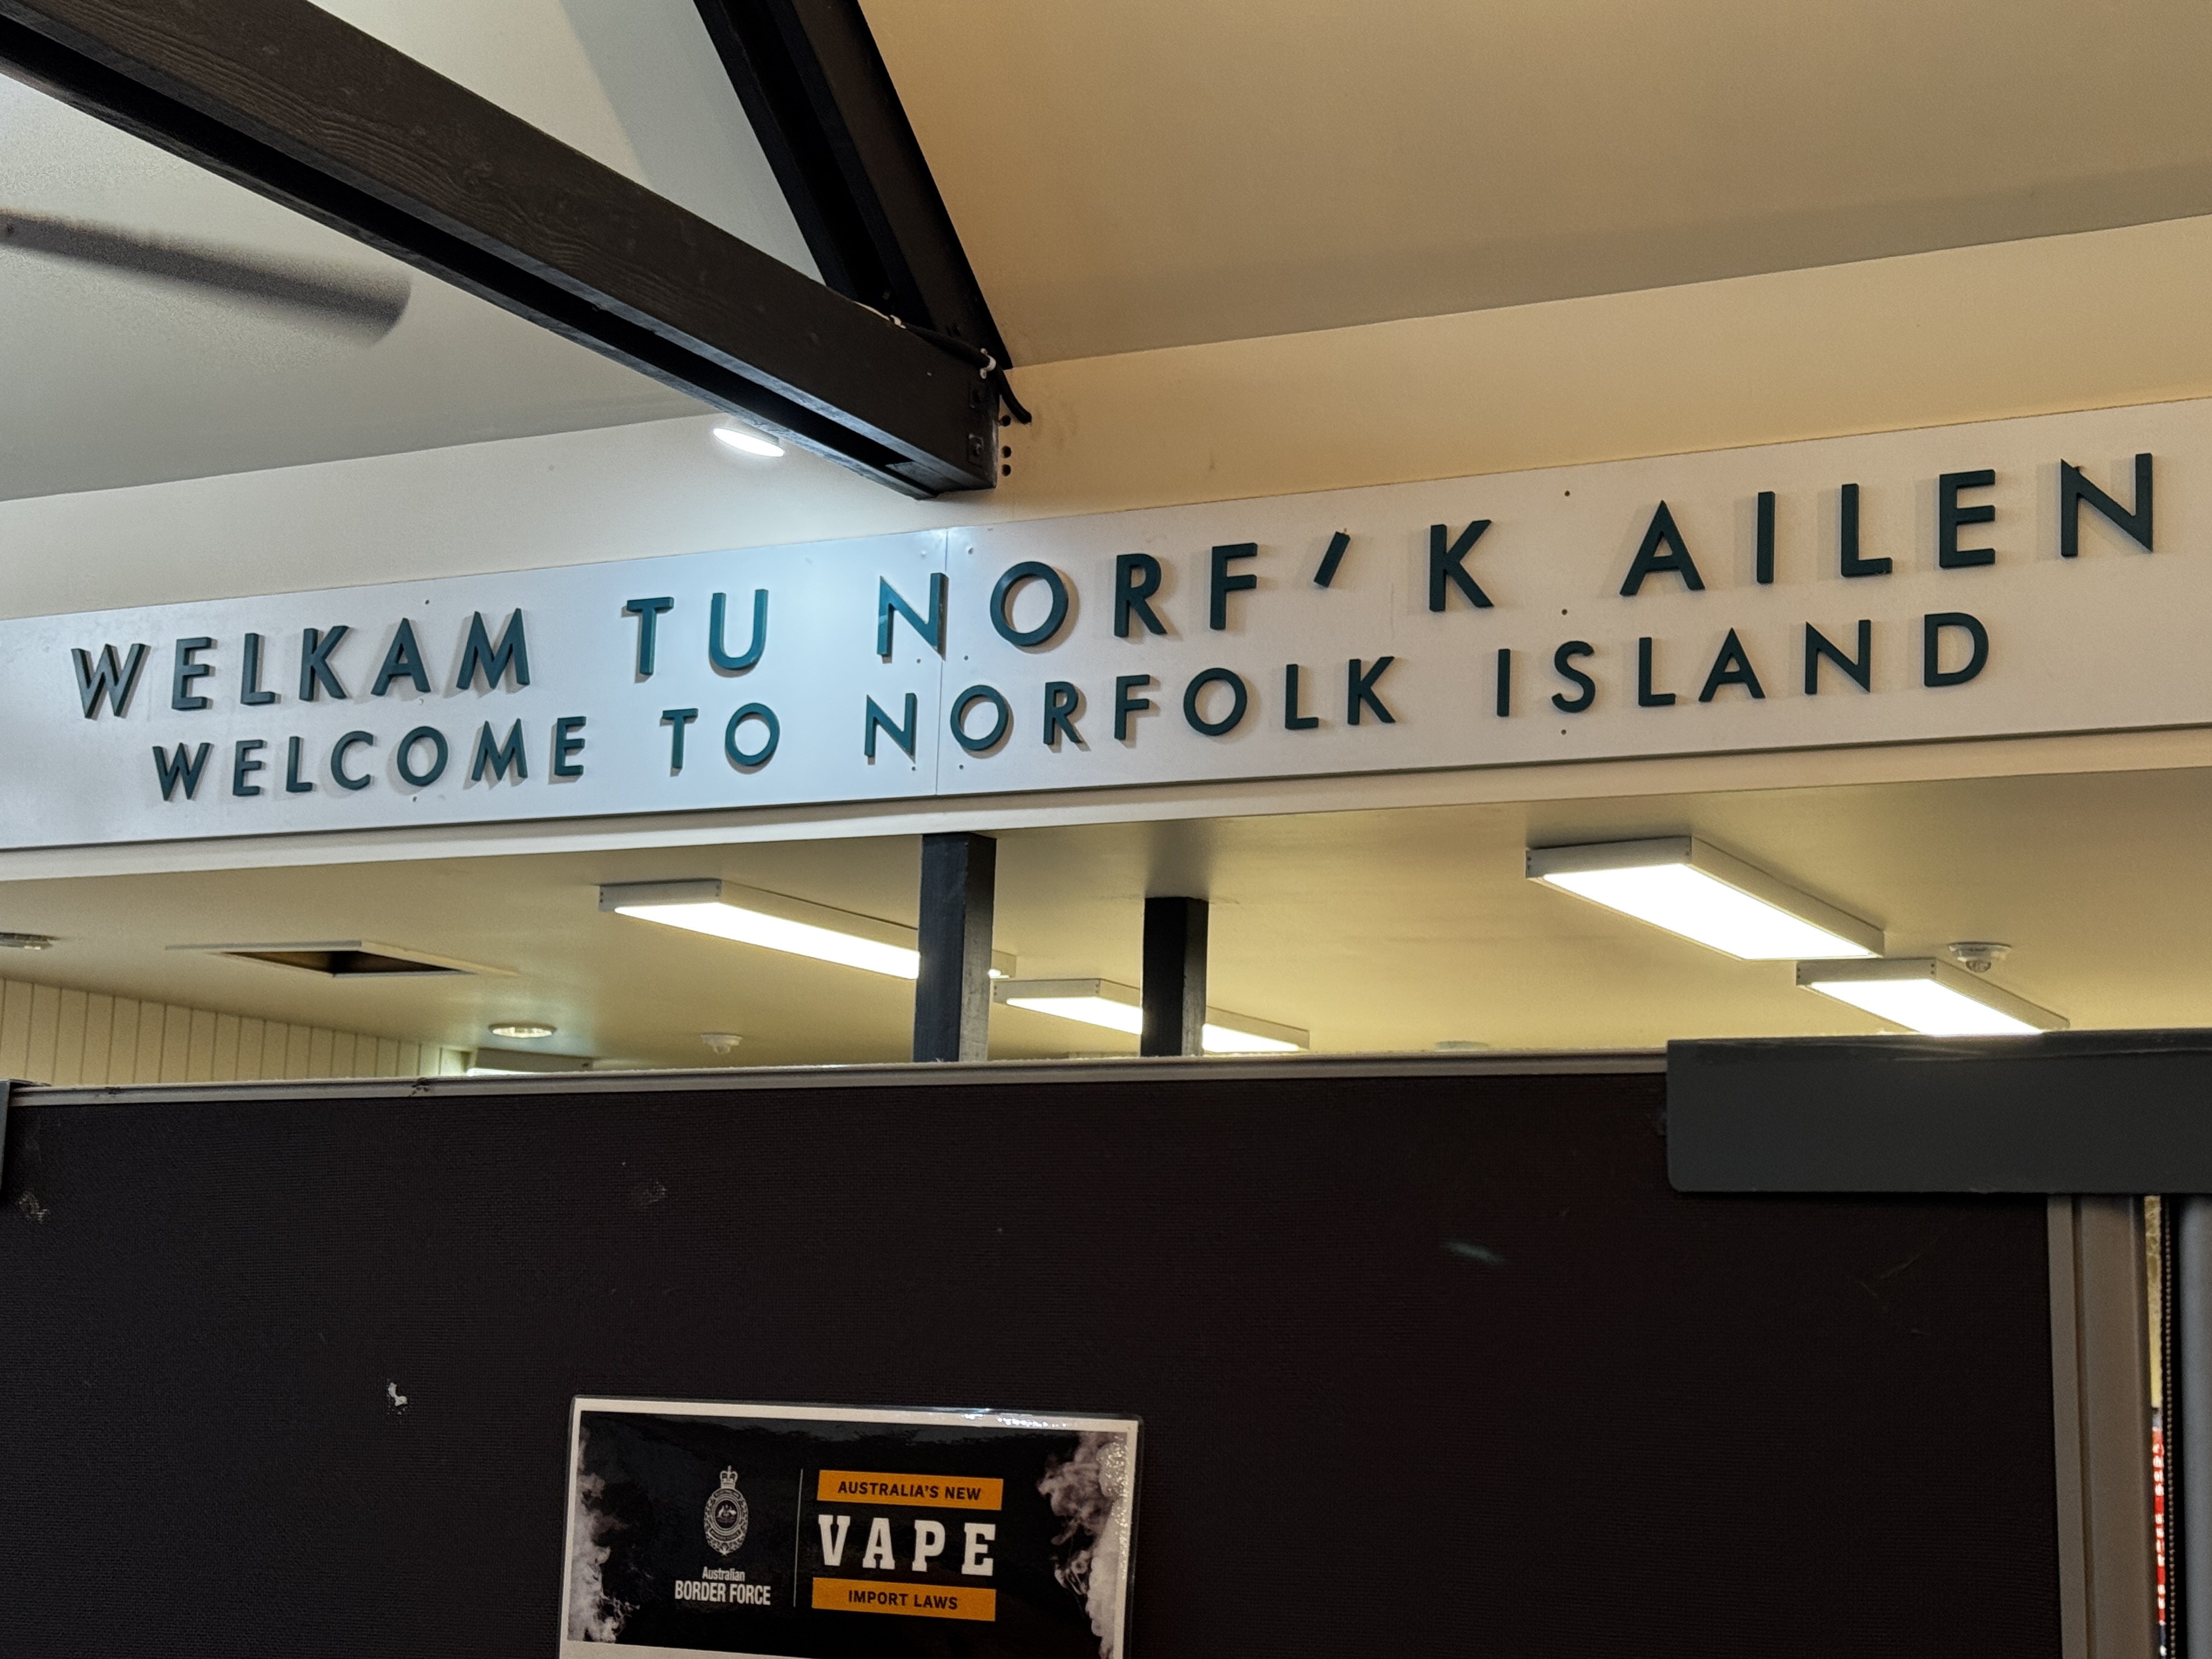 WELKAM TU NORF'K AILEN
WELCOME TO NORFOLK ISLAND
Australian
BORDER FORCE
AUSTRALIA'S NEW
VAPE
IMPORT LAWS